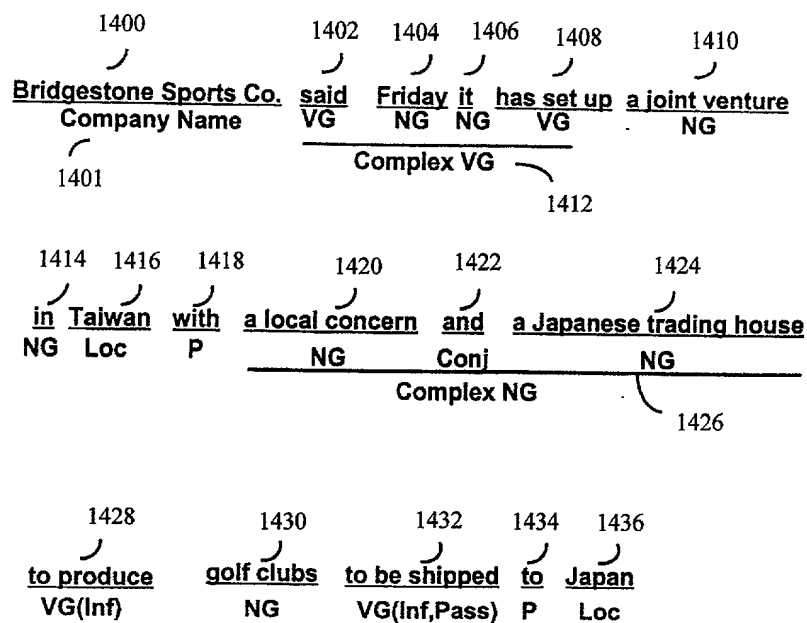 1400 1402 1404 1406 1408 1410
Bridgestone Sports Co. said Friday it has set up a joint venture
Company Name VG NG NG VG NG
Complex VG
1401 1412
1414 1416 1418 1420 1422 1424
in Taiwan with a local concern and a Japanese trading house
NG Loc P NG Conj NG
Complex NG
1426
1428 1430 1432 1434 1436
to produce golf clubs to be shipped to Japan
VG(Inf) NG VG(Inf,Pass) P Loc